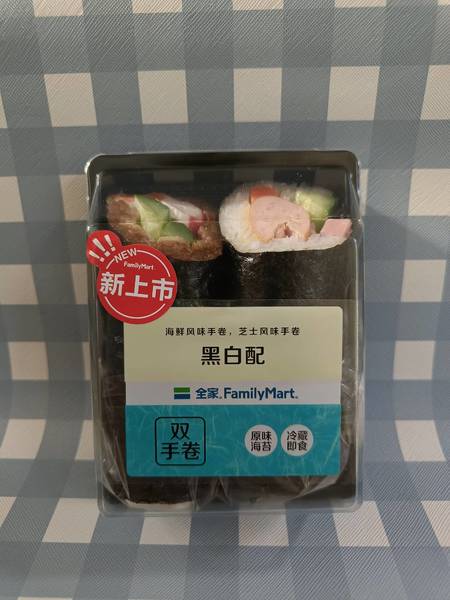 !!!
NEW
FamilyMart
新上市
海鲜风味手卷，芝士风味手卷
黑白配
全家 FamilyMart
双
手卷
原味
海苔
冷藏
即食